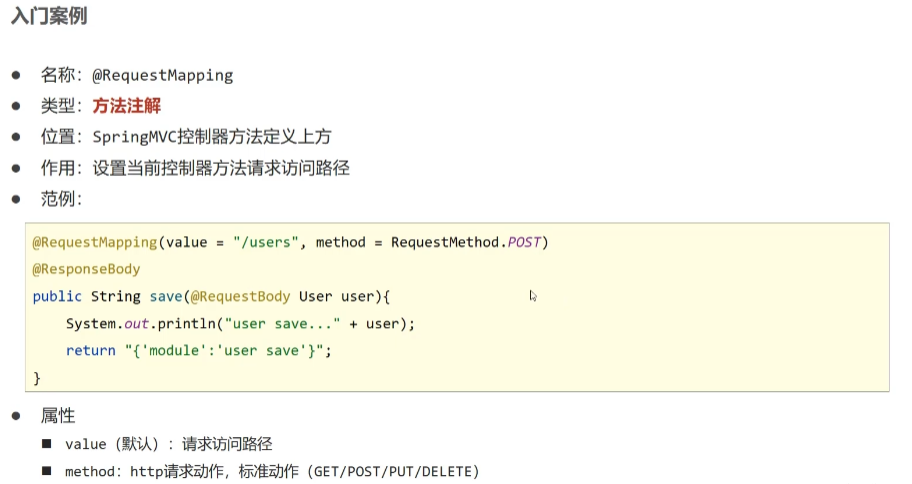 入门案例
● 名称：@RequestMapping
● 类型：方法注解
● 位置：SpringMVC控制器方法定义上方
● 作用：设置当前控制器方法请求访问路径
● 范例：
@RequestMapping(value = "/users", method = RequestMethod.POST)
@ResponseBody
public String save(@RequestBody User user){
    System.out.println("user save..." + user);
    return "{'module':'user save'}";
}
● 属性
■ value（默认）：请求访问路径
■ method：http请求动作，标准动作（GET/POST/PUT/DELETE）